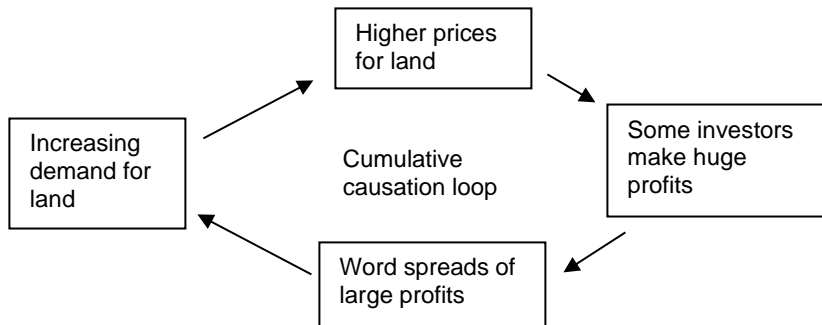 Higher prices
for land
Some investors
make huge
profits
Increasing
demand for
land
Cumulative
causation loop
Word spreads of
large profits